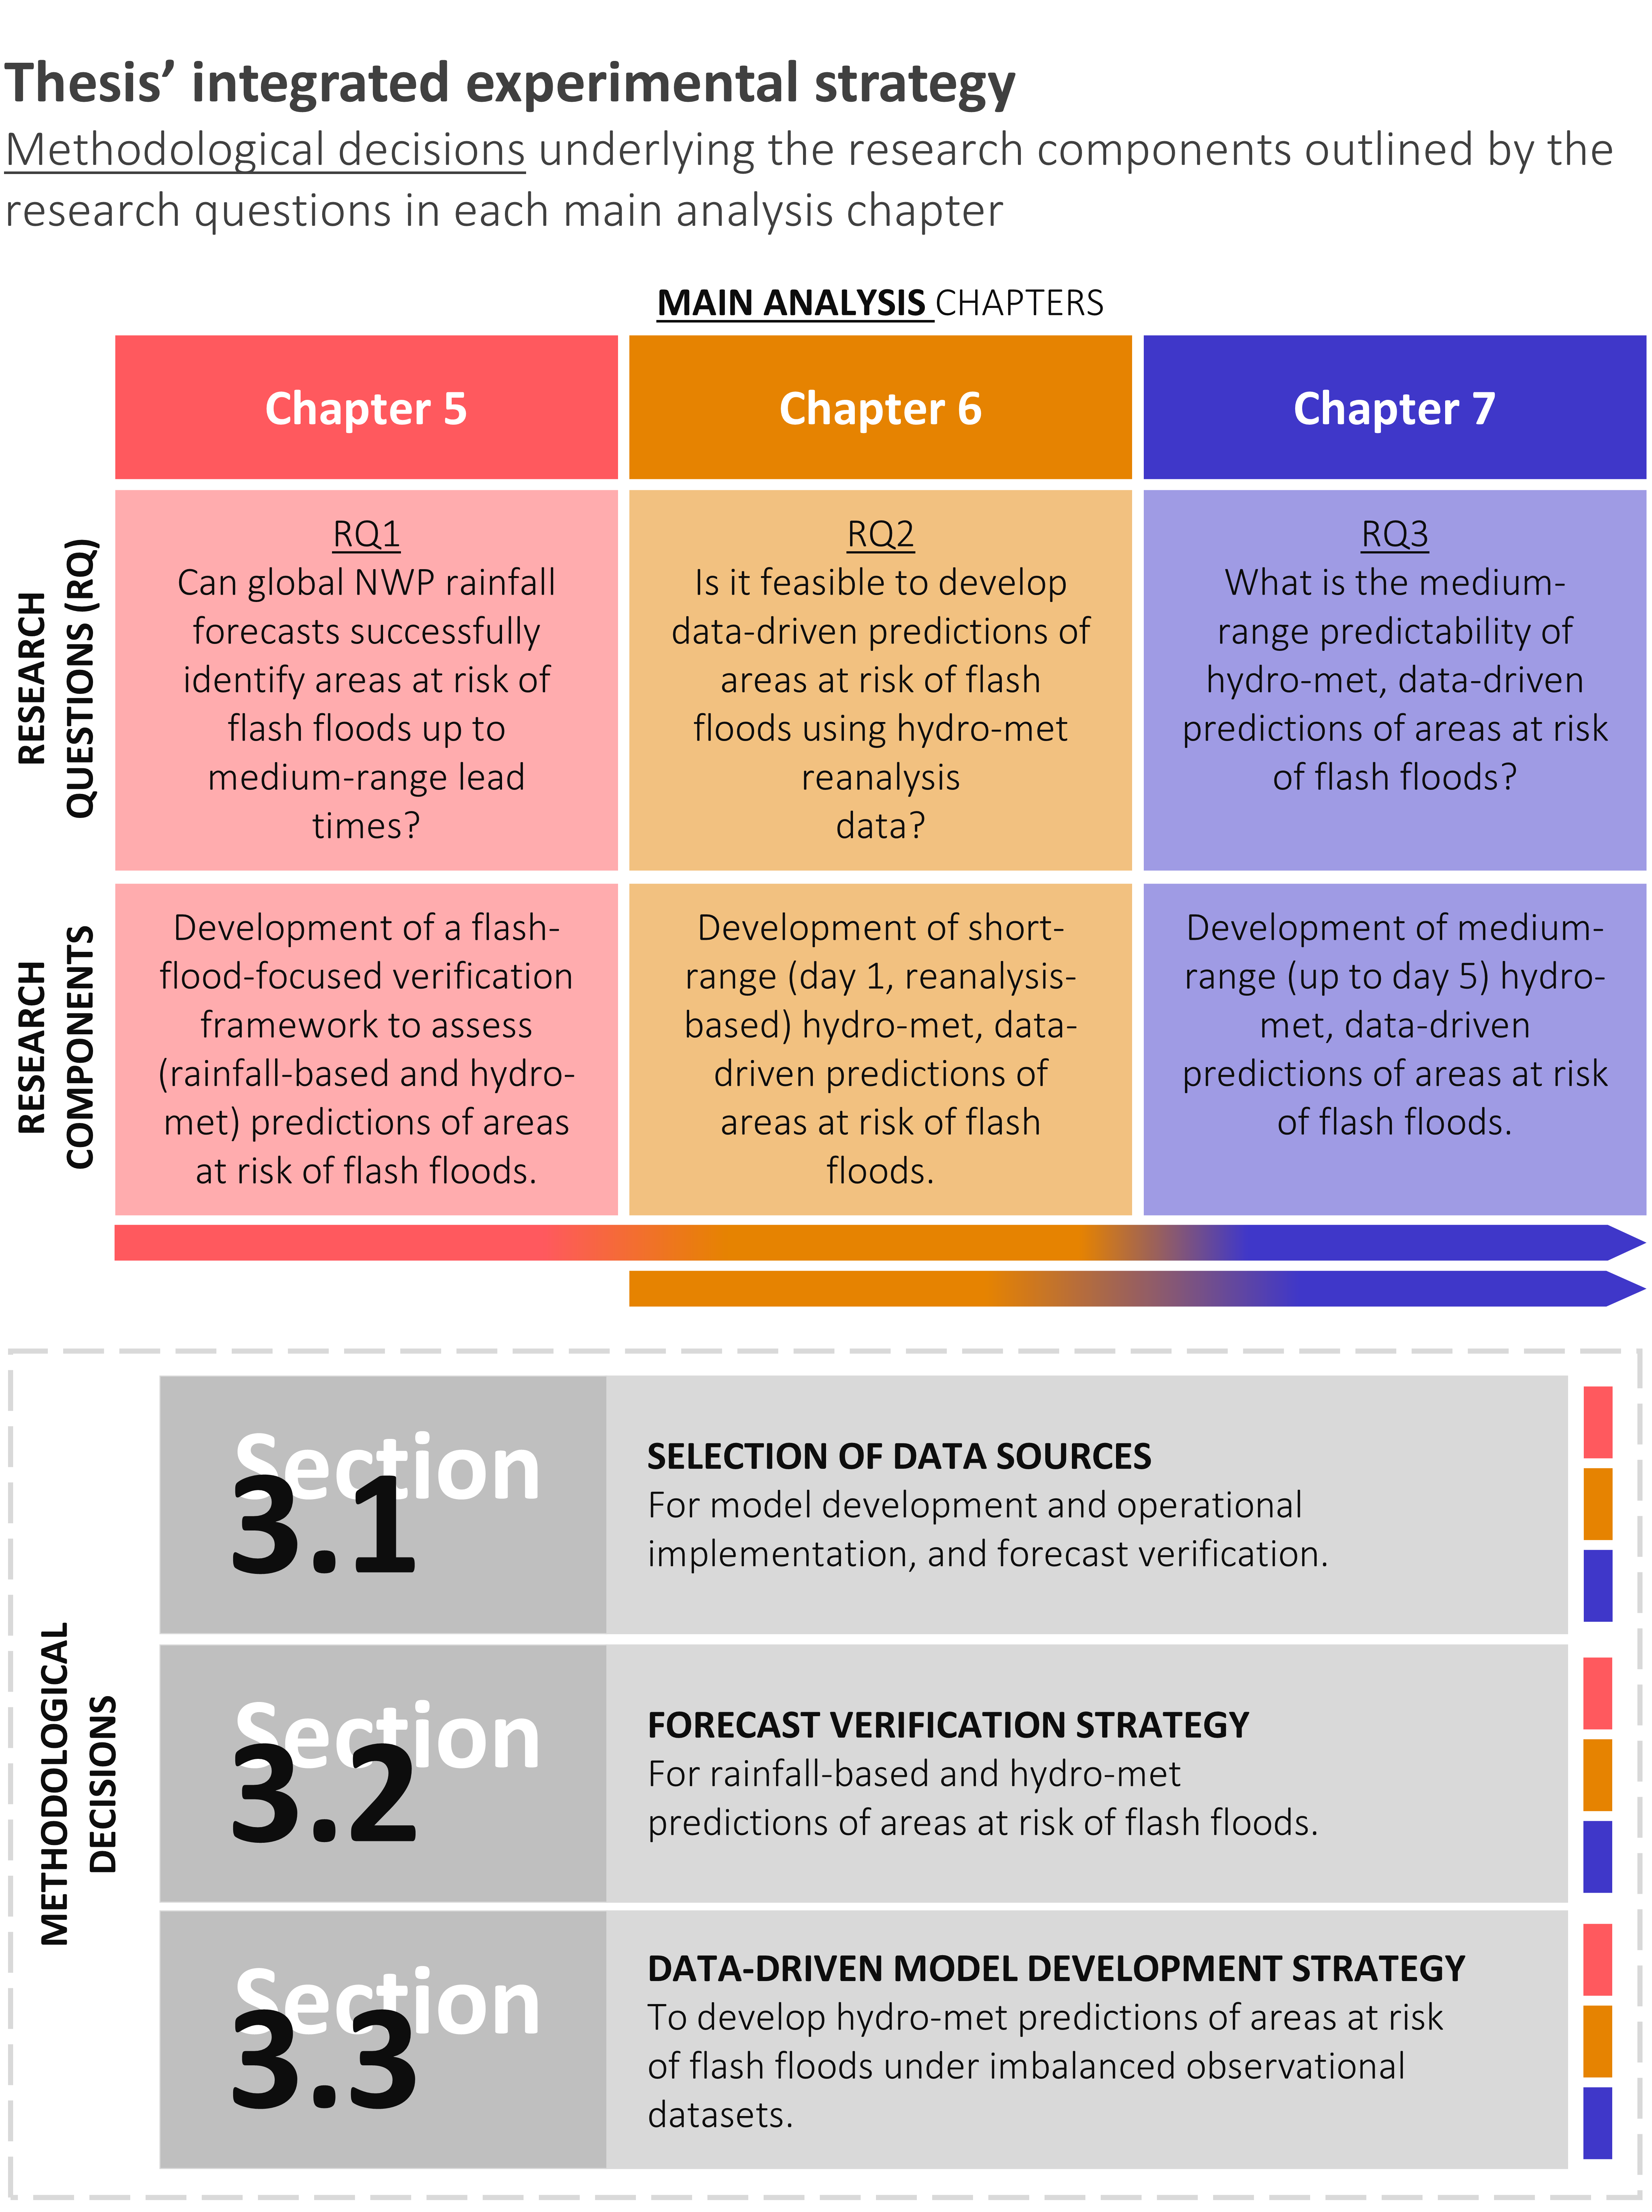 Thesis’ integrated experimental strategy
Methodological decisions underlying the research components outlined by the
research questions in each main analysis chapter
MAIN ANALYSIS CHAPTERS
Chapter 5
Chapter 6
Chapter 7
RESEARCH
QUESTIONS (RQ)
RQ1
Can global NWP rainfall
forecasts successfully
identify areas at risk of
flash floods up to
medium-range lead
times?
RQ2
Is it feasible to develop
data-driven predictions of
areas at risk of flash
floods using hydro-met
reanalysis
data?
RQ3
What is the medium-
range predictability of
hydro-met, data-driven
predictions of areas at risk
of flash floods?
RESEARCH
COMPONENTS
Development of a flash-
flood-focused verification
framework to assess
(rainfall-based and hydro-
met) predictions of areas
at risk of flash floods.
Development of short-
range (day 1, reanalysis-
based) hydro-met, data-
driven predictions of
areas at risk of flash
floods.
Development of medium-
range (up to day 5) hydro-
met, data-driven
predictions of areas at risk
of flash floods.
METHODOLOGICAL
DECISIONS
Section
3.1
SELECTION OF DATA SOURCES
For model development and operational
implementation, and forecast verification.
Section
3.2
FORECAST VERIFICATION STRATEGY
For rainfall-based and hydro-met
predictions of areas at risk of flash floods.
Section
3.3
DATA-DRIVEN MODEL DEVELOPMENT STRATEGY
To develop hydro-met predictions of areas at risk
of flash floods under imbalanced observational
datasets.